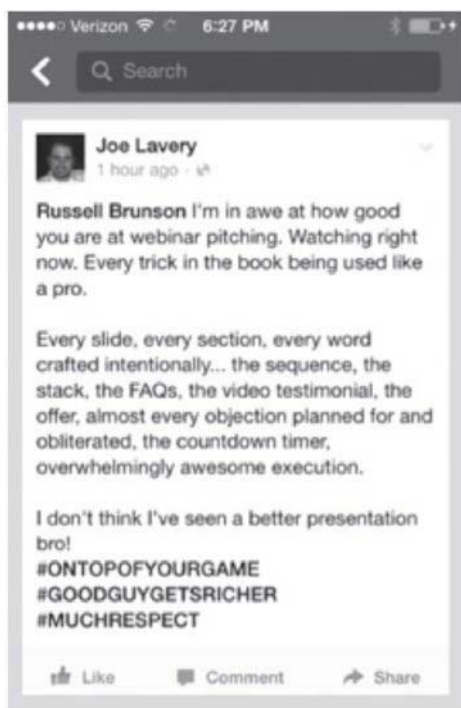 Verizon 6:27 PM
Search
Joe Lavery
1 hour ago
Russell Brunson I'm in awe at how good
you are at webinar pitching. Watching right
now. Every trick in the book being used like
a pro.
Every slide, every section, every word
crafted intentionally... the sequence, the
stack, the FAQs, the video testimonial, the
offer, almost every objection planned for and
obliterated, the countdown timer,
overwhelmingly awesome execution.
I don't think I've seen a better presentation
bro!
#ONTOPOFYOURGAME
#GOODGUYGETSRICHER
#MUCHRESPECT
Like Comment Share